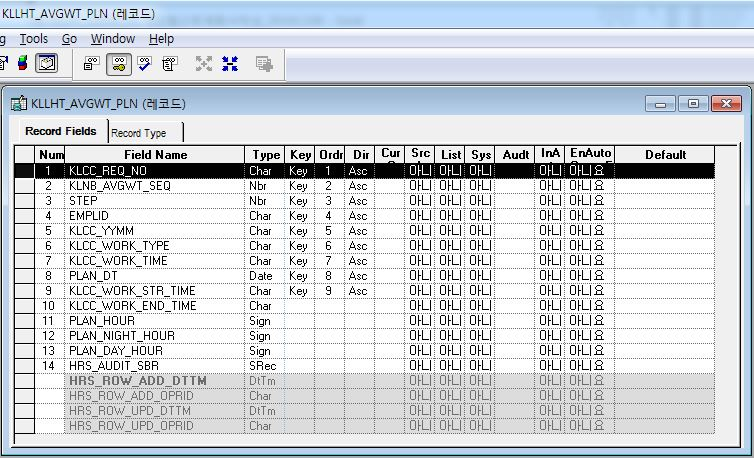 KLLHT_AVGWT_PLN (레코드)
g Tools Go Window Help
KLLHT_AVGWT_PLN (레코드)
Record Fields Record Type
Num Field Name Type Key Ordr Dir Cur Src List Sys Audt InA EnAuto Default
1 KLCC_REQ_NO Char Key 1 Asc 아니 아니 아니 아니 아니요
2 KLNB_AVGWT_SEQ Nbr Key 2 Asc 아니 아니 아니 아니 아니요
3 STEP Nbr Key 3 Asc 아니 아니 아니 아니 아니요
4 EMPLID Char Key 4 Asc 아니 아니 아니 아니 아니요
5 KLCC_YYMM Char Key 5 Asc 아니 아니 아니 아니 아니요
6 KLCC_WORK_TYPE Char Key 6 Asc 아니 아니 아니 아니 아니요
7 KLCC_WORK_TIME Char Key 7 Asc 아니 아니 아니 아니 아니요
8 PLAN_DT Date Key 8 Asc 아니 아니 아니 아니 아니요
9 KLCC_WORK_STR_TIME Char Key 9 Asc 아니 아니 아니 아니 아니요
10 KLCC_WORK_END_TIME Char 아니 아니 아니 아니 아니요
11 PLAN_HOUR Sign 아니 아니 아니 아니 아니요
12 PLAN_NIGHT_HOUR Sign 아니 아니 아니 아니 아니요
13 PLAN_DAY_HOUR Sign 아니 아니 아니 아니 아니요
14 HRS_AUDIT_SBR SRec 아니 아니 아니 아니 아니요
HRS_ROW_ADD_DTTM DtTm 아니 아니 아니 아니 아니요
HRS_ROW_ADD_OPRID Char 아니 아니 아니 아니 아니요
HRS_ROW_UPD_DTTM DtTm 아니 아니 아니 아니 아니요
HRS_ROW_UPD_OPRID Char 아니 아니 아니 아니 아니요